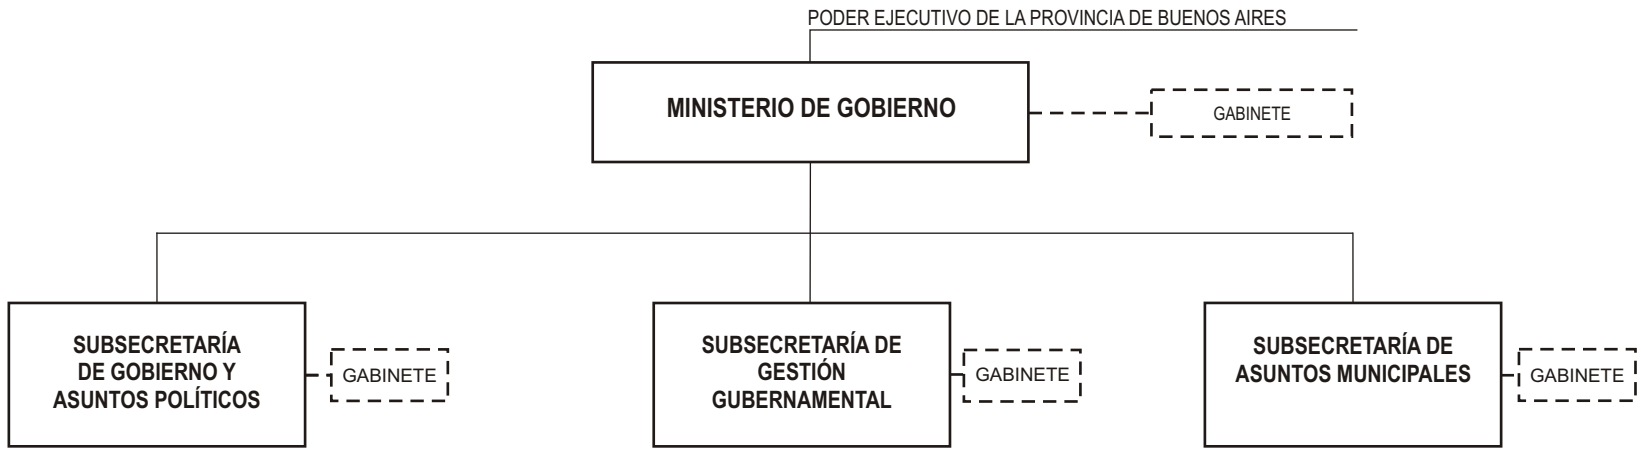 PODER EJECUTIVO DE LA PROVINCIA DE BUENOS AIRES
MINISTERIO DE GOBIERNO
GABINETE
SUBSECRETARÍA
DE GOBIERNO Y
ASUNTOS POLÍTICOS
GABINETE
SUBSECRETARÍA DE
GESTIÓN
GUBERNAMENTAL
GABINETE
SUBSECRETARÍA DE
ASUNTOS MUNICIPALES
GABINETE